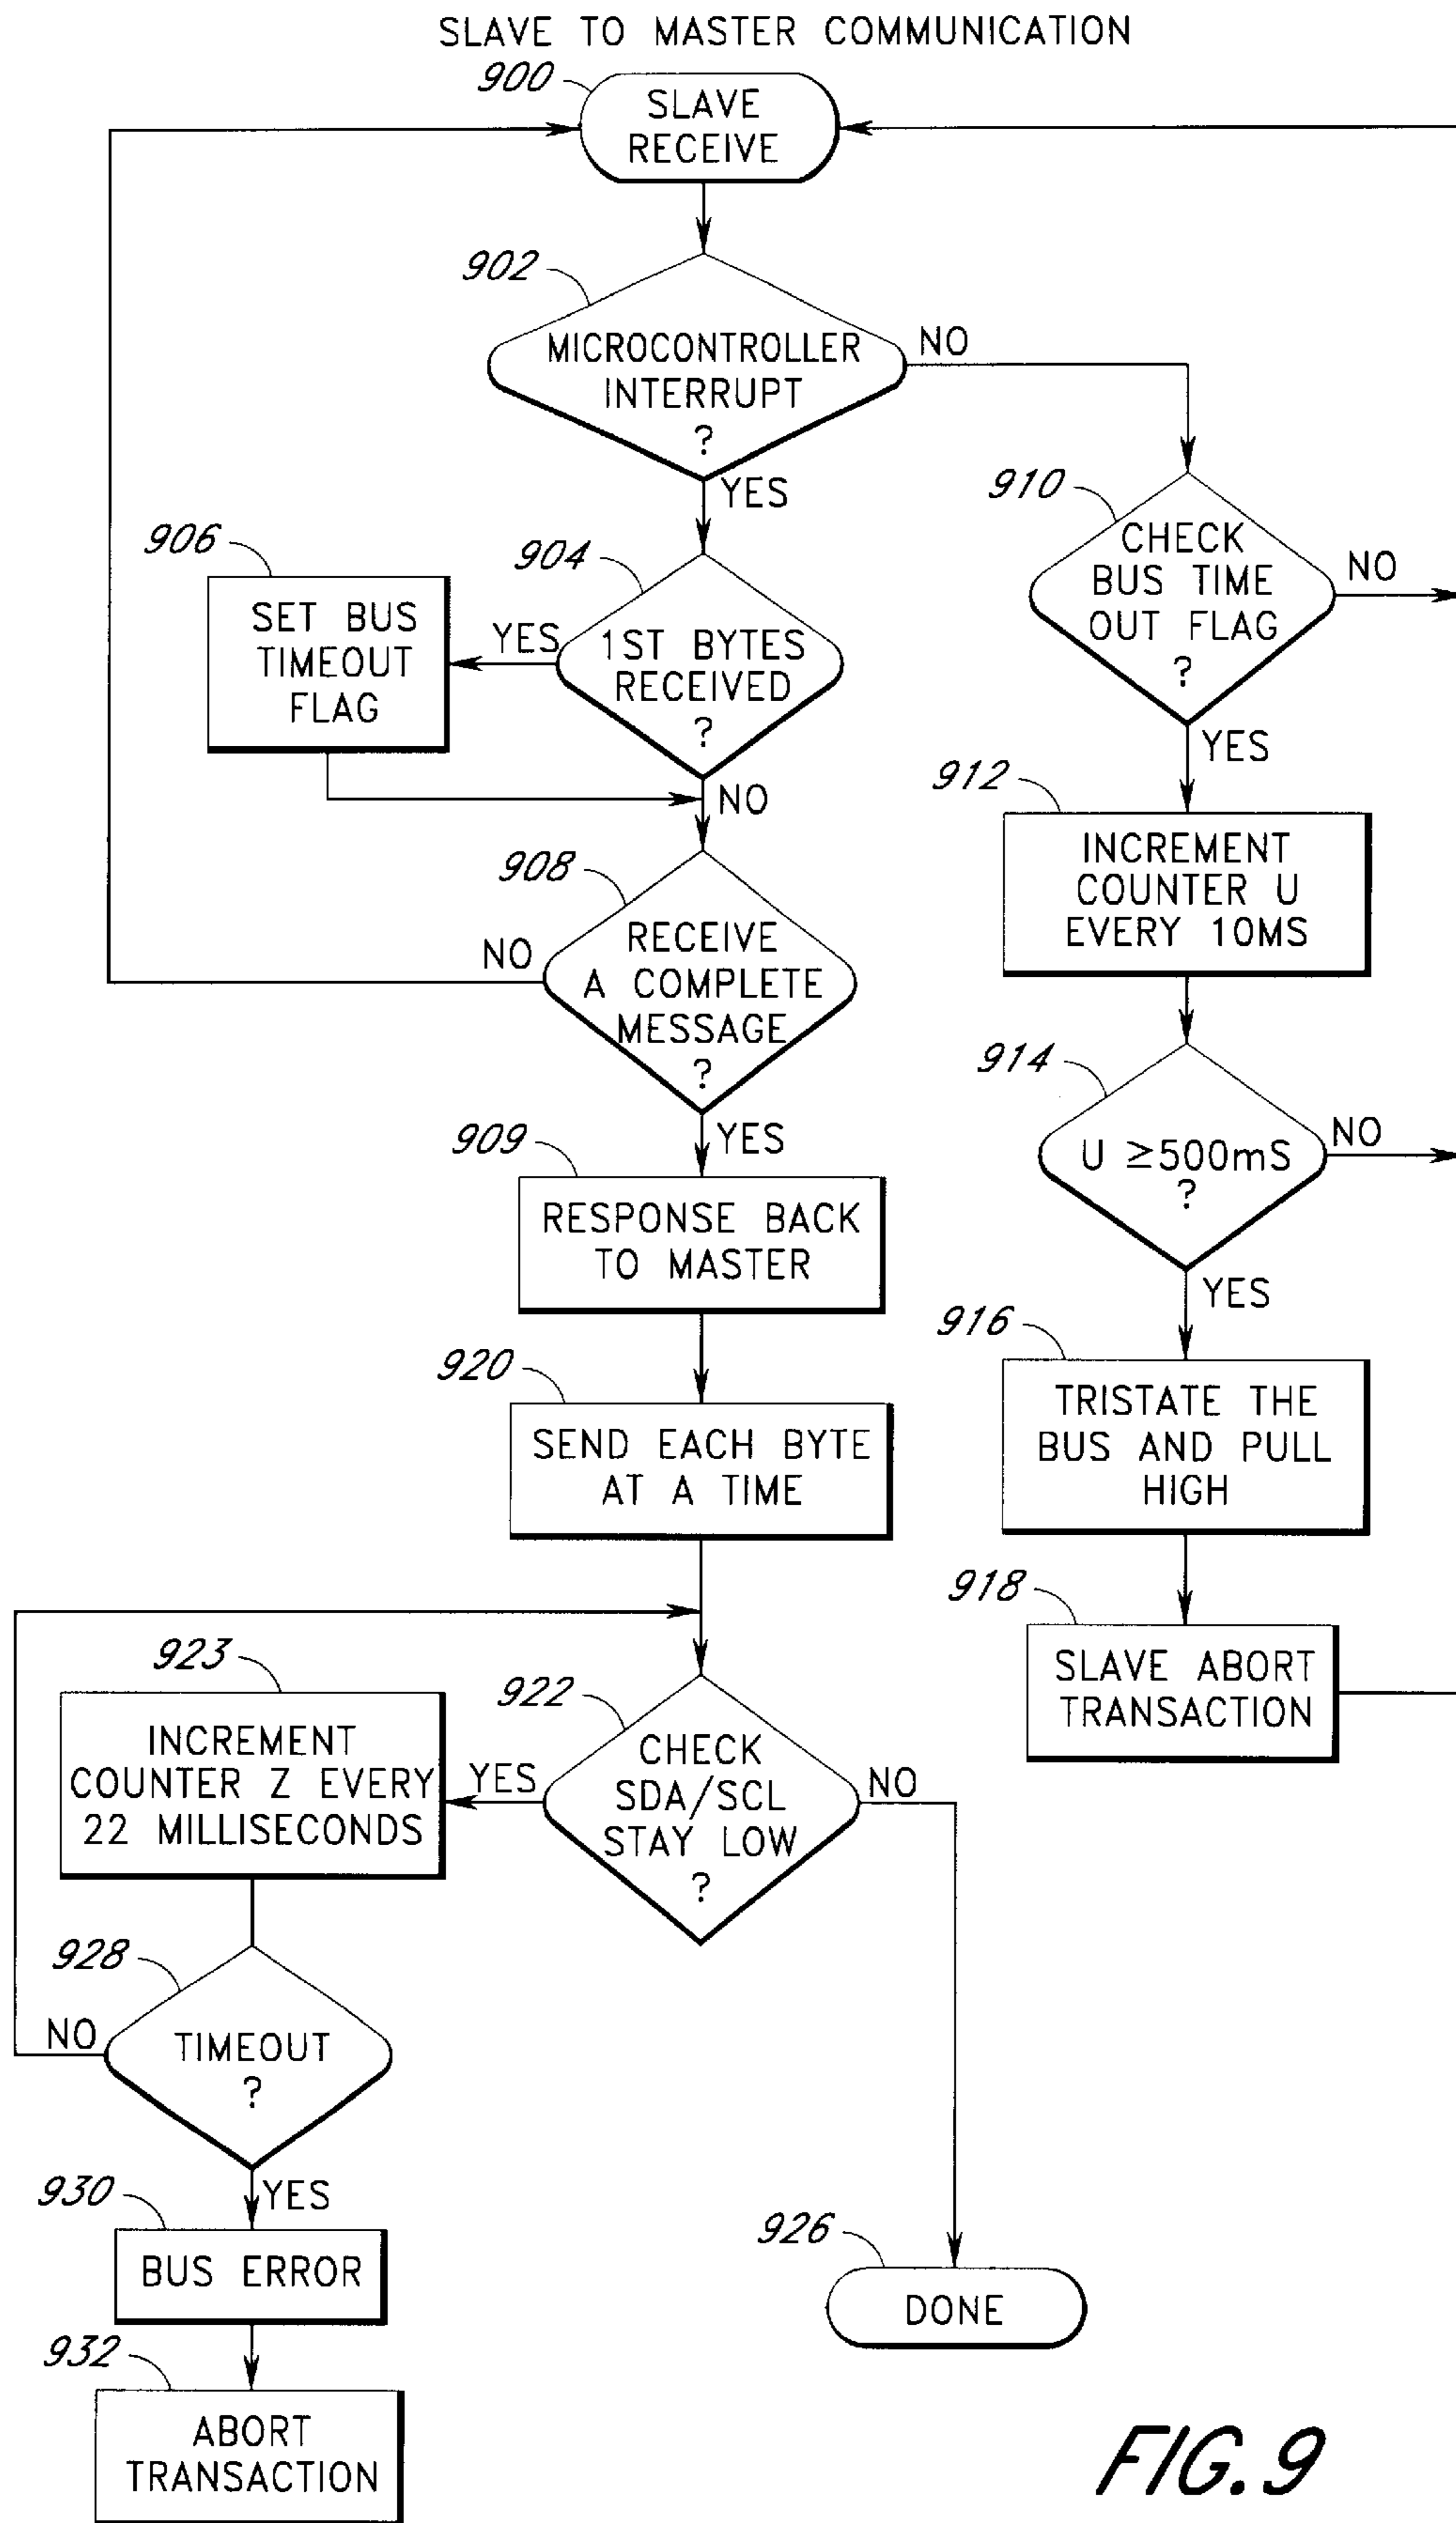 SLAVE TO MASTER COMMUNICATION
900
SLAVE
RECEIVE
902
MICROCONTROLLER
INTERRUPT
?
NO
YES
904
1ST BYTES
RECEIVED
?
YES
906
SET BUS
TIMEOUT
FLAG
NO
908
RECEIVE
A COMPLETE
MESSAGE
?
NO
YES
909
RESPONSE BACK
TO MASTER
920
SEND EACH BYTE
AT A TIME
922
CHECK
SDA/SCL
STAY LOW
?
YES
NO
923
INCREMENT
COUNTER Z EVERY
22 MILLISECONDS
928
TIMEOUT
?
NO
YES
930
BUS ERROR
932
ABORT
TRANSACTION
926
DONE
910
CHECK
BUS TIME
OUT FLAG
?
NO
YES
912
INCREMENT
COUNTER U
EVERY 10MS
914
U ≥500mS
?
NO
YES
916
TRISTATE THE
BUS AND PULL
HIGH
918
SLAVE ABORT
TRANSACTION
FIG. 9